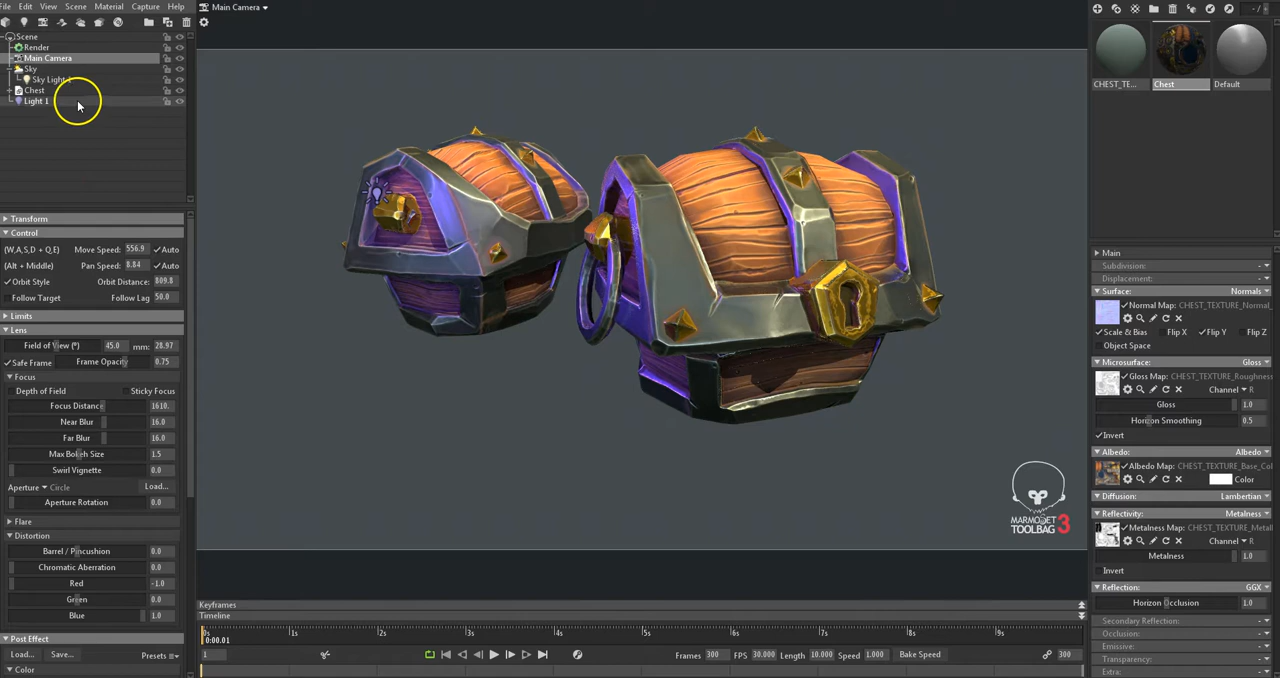 File Edit View Scene Material Capture Help
Main Camera
Scene
Render
Main Camera
Sky
Sky Light
Chest
Light 1
Transform
Control
(W,A,S,D + Q,E) Move Speed: 556.9 Auto
(Alt + Middle) Pan Speed: 8.84 Auto
Orbit Style Orbit Distance: 809.8
Follow Target Follow Lag 50.0
Limits
Lens
Field of View (°) 45.0 mm: 28.97
Safe Frame Frame Opacity 0.75
Focus
Depth of Field Sticky Focus
Focus Distance 1610.
Near Blur 16.0
Far Blur 16.0
Max Bokeh Size 1.5
Swirl Vignette 0.0
Aperture Circle Load...
Aperture Rotation 0.0
Flare
Distortion
Barrel / Pincushion 0.0
Chromatic Aberration 0.0
Red -1.0
Green 0.0
Blue 1.0
Post Effect
Load... Save... Presets
Color
MARMOSET
TOOLBAG 3
Keyframes
Timeline
0s 1s 2s 3s 4s 5s 6s 7s 8s 9s
0:00.01
1 Frames 300 FPS 30.000 Length 10.000 Speed 1.000 Bake Speed 300
CHEST_TE... Chest Default
Main
Subdivision:
Displacement:
Surface: Normals
Normal Map: CHEST_TEXTURE_Normal_
Scale & Bias Flip X Flip Y Flip Z
Object Space
Microsurface: Gloss
Gloss Map: CHEST_TEXTURE_Roughness
Channel R
Gloss 1.0
Horizon Smoothing 0.5
Invert
Albedo: Albedo
Albedo Map: CHEST_TEXTURE_Base_Col
Color
Diffusion: Lambertian
Reflectivity: Metalness
Metalness Map: CHEST_TEXTURE_Metall
Channel R
Metalness 1.0
Invert
Reflection: GGX
Horizon Occlusion 1.0
Secondary Reflection:
Occlusion:
Emissive:
Transparency:
Extra: